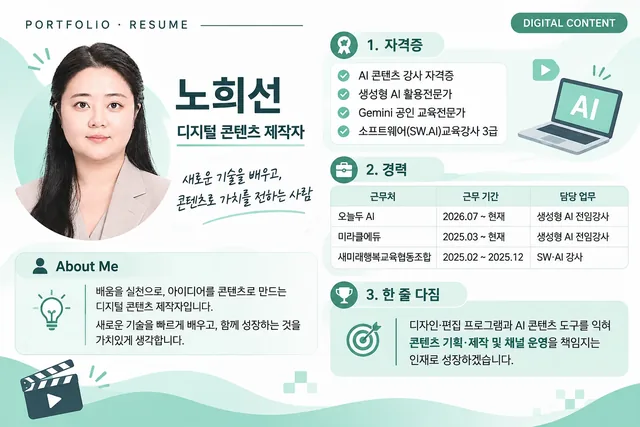 PORTFOLIO · RESUME
DIGITAL CONTENT
노희선
디지털 콘텐츠 제작자
새로운 기술을 배우고,
콘텐츠로 가치를 전하는 사람
About Me
배움을 실천으로, 아이디어를 콘텐츠로 만드는
디지털 콘텐츠 제작자입니다.
새로운 기술을 빠르게 배우고, 함께 성장하는 것을
가치있게 생각합니다.
1. 자격증
AI 콘텐츠 강사 자격증
생성형 AI 활용전문가
Gemini 공인 교육전문가
소프트웨어(SW.AI)교육강사 3급
AI
2. 경력
근무처 근무 기간 담당 업무
오늘두 AI 2026.07 ~ 현재 생성형 AI 전임강사
미라클에듀 2025.03 ~ 현재 생성형 AI 전임강사
새미래행복교육협동조합 2025.02 ~ 2025.12 SW·AI 강사
3. 한 줄 다짐
디자인·편집 프로그램과 AI 콘텐츠 도구를 익혀
콘텐츠 기획·제작 및 채널 운영을 책임지는
인재로 성장하겠습니다.